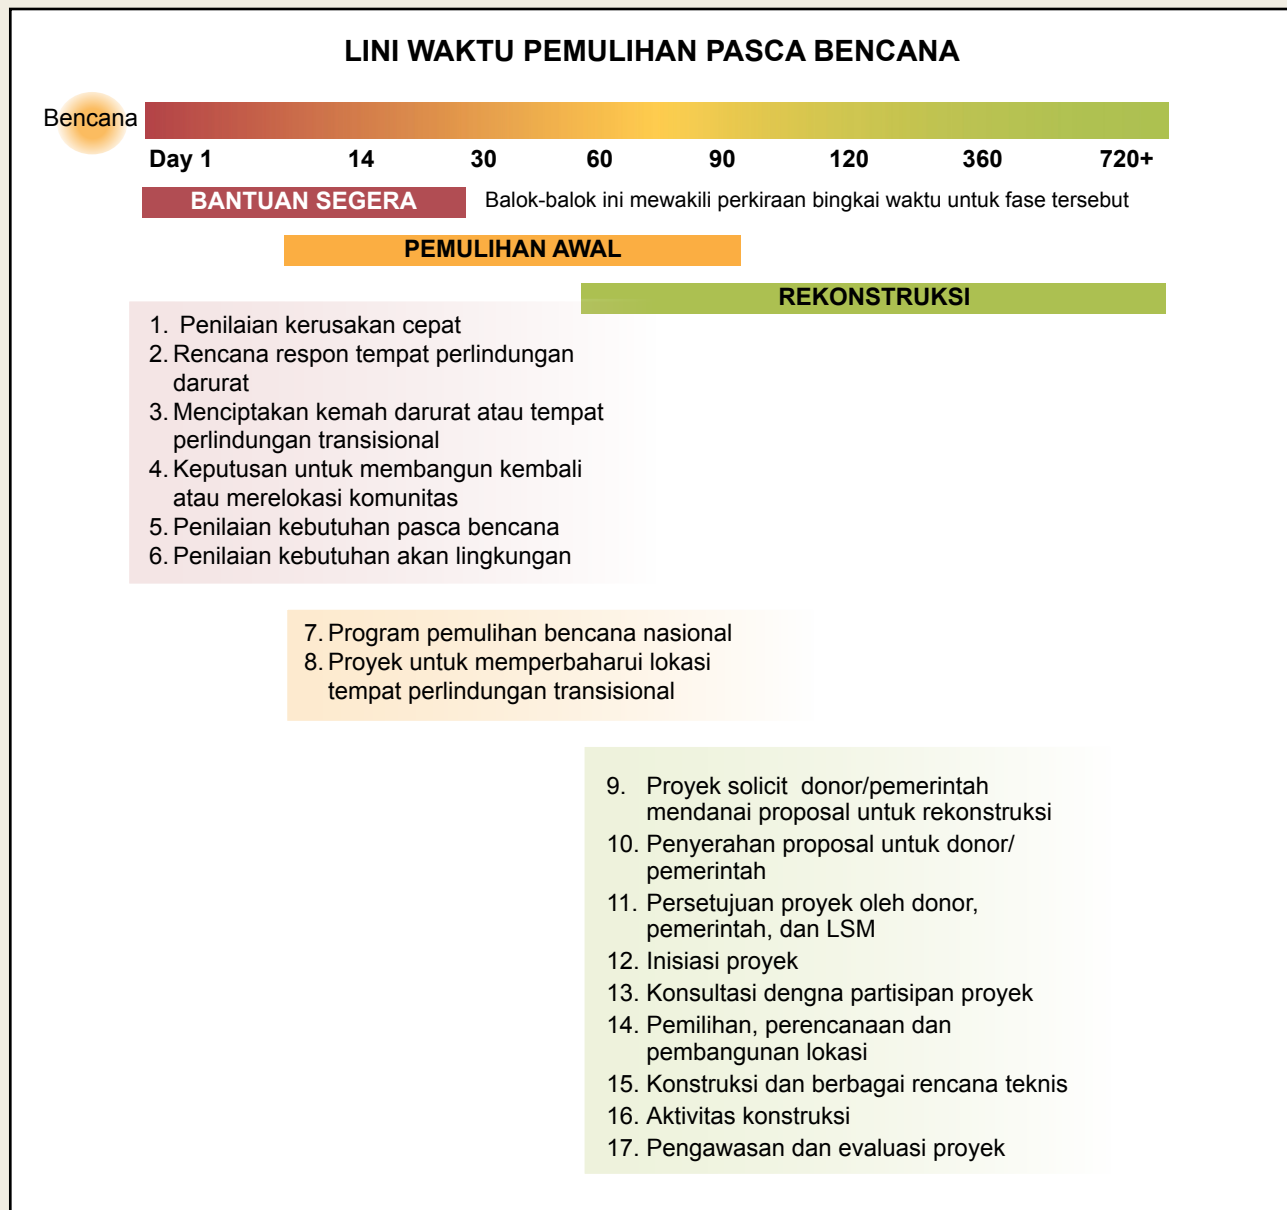 LINI WAKTU PEMULIHAN PASCA BENCANA
Bencana
Day 1 14 30 60 90 120 360 720+
BANTUAN SEGERA
Balok-balok ini mewakili perkiraan bingkai waktu untuk fase tersebut
PEMULIHAN AWAL
REKONSTRUKSI
1. Penilaian kerusakan cepat
2. Rencana respon tempat perlindungan
darurat
3. Menciptakan kemah darurat atau tempat
perlindungan transisional
4. Keputusan untuk membangun kembali
atau merelokasi komunitas
5. Penilaian kebutuhan pasca bencana
6. Penilaian kebutuhan akan lingkungan
7. Program pemulihan bencana nasional
8. Proyek untuk memperbaharui lokasi
tempat perlindungan transisional
9. Proyek solicit donor/pemerintah
mendanai proposal untuk rekonstruksi
10. Penyerahan proposal untuk donor/
pemerintah
11. Persetujuan proyek oleh donor,
pemerintah, dan LSM
12. Inisiasi proyek
13. Konsultasi dengna partisipan proyek
14. Pemilihan, perencanaan dan
pembangunan lokasi
15. Konstruksi dan berbagai rencana teknis
16. Aktivitas konstruksi
17. Pengawasan dan evaluasi proyek